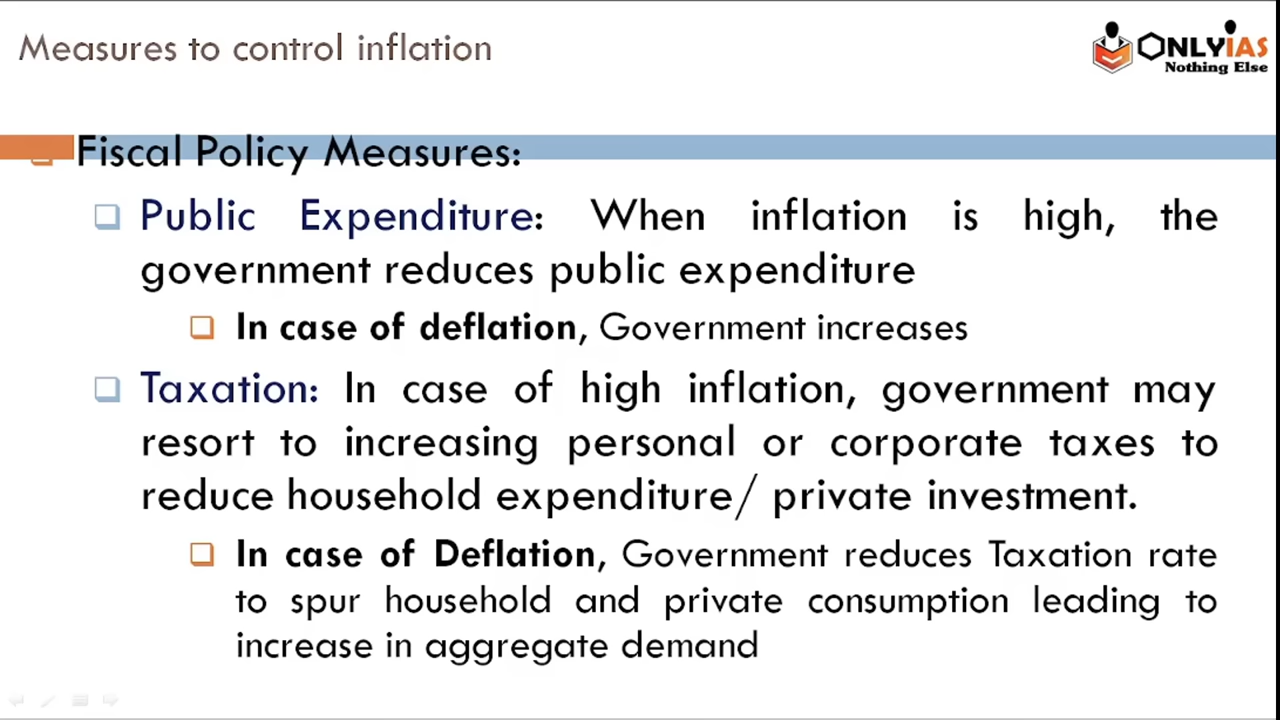 Measures to control inflation
ONLYIAS
Nothing Else
Fiscal Policy Measures:
Public Expenditure: When inflation is high, the
government reduces public expenditure
In case of deflation, Government increases
Taxation: In case of high inflation, government may
resort to increasing personal or corporate taxes to
reduce household expenditure/ private investment.
In case of Deflation, Government reduces Taxation rate
to spur household and private consumption leading to
increase in aggregate demand